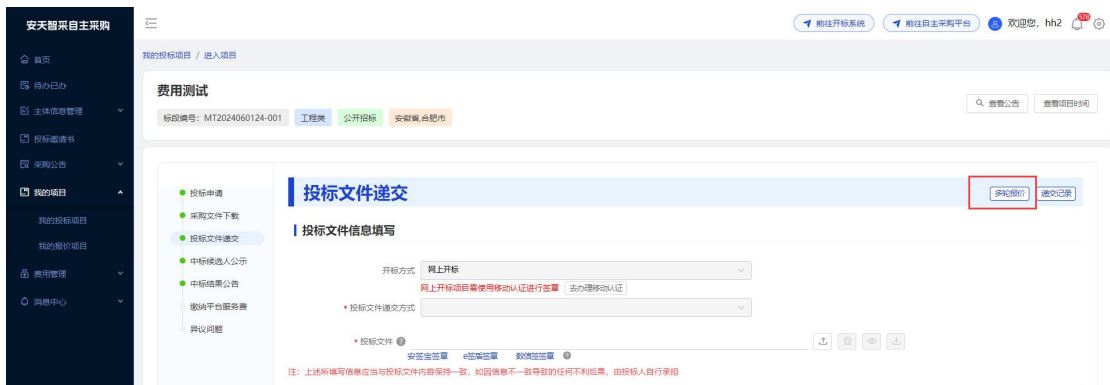 安天智采自主采购
前往开标系统
前往自主采购平台
欢迎您，hh2
578
首页
待办已办
主体信息管理
投标邀请书
采购公告
我的项目
我的投标项目
我的报价项目
费用管理
消息中心
我的投标项目 / 进入项目
费用测试
标段编号：MT2024060124-001 工程类 公开招标 安徽省,合肥市
查看公告 查看项目时间
投标申请
采购文件下载
投标文件递交
中标候选人公示
中标结果公告
缴纳平台服务费
异议问题
投标文件递交
多轮报价 递交记录
投标文件信息填写
开标方式 网上开标
网上开标项目需使用移动认证进行签章 去办理移动认证
* 投标文件递交方式
* 投标文件
安签宝签章 e签盾签章 数信签签章
注：上述所填写信息应当与投标文件内容保持一致，如因信息不一致导致的任何不利后果，由投标人自行承担